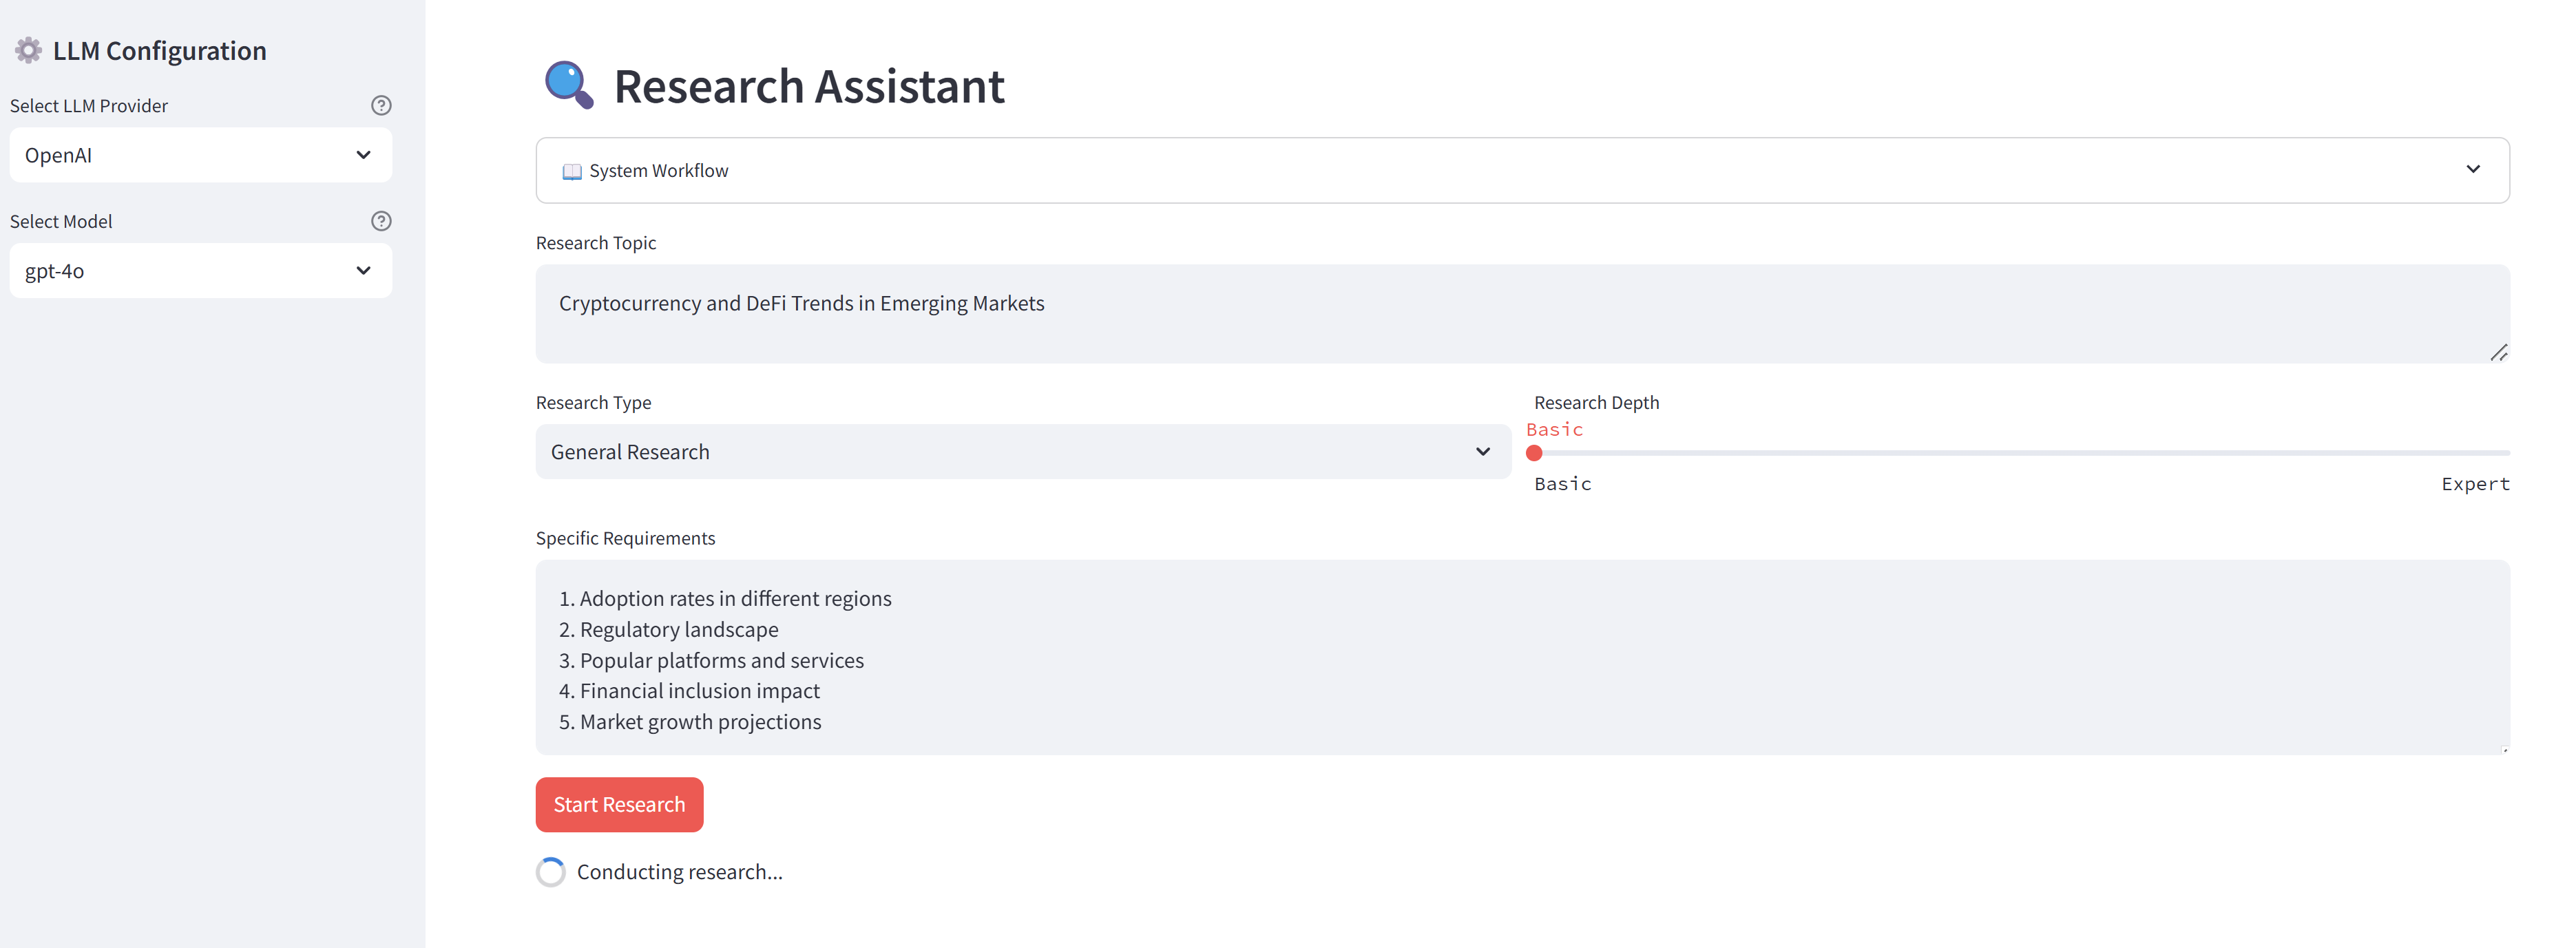 LLM Configuration
Select LLM Provider
OpenAI
Select Model
gpt-4o
Research Assistant
System Workflow
Research Topic
Cryptocurrency and DeFi Trends in Emerging Markets
Research Type
General Research
Research Depth
Basic
Basic
Expert
Specific Requirements
1. Adoption rates in different regions
2. Regulatory landscape
3. Popular platforms and services
4. Financial inclusion impact
5. Market growth projections
Start Research
Conducting research...